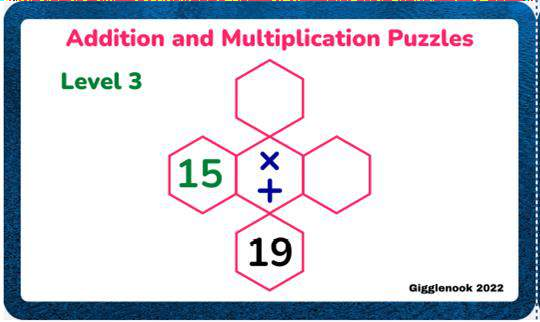 Addition and Multiplication Puzzles
Level 3
15
×
+
19
Gigglenook 2022